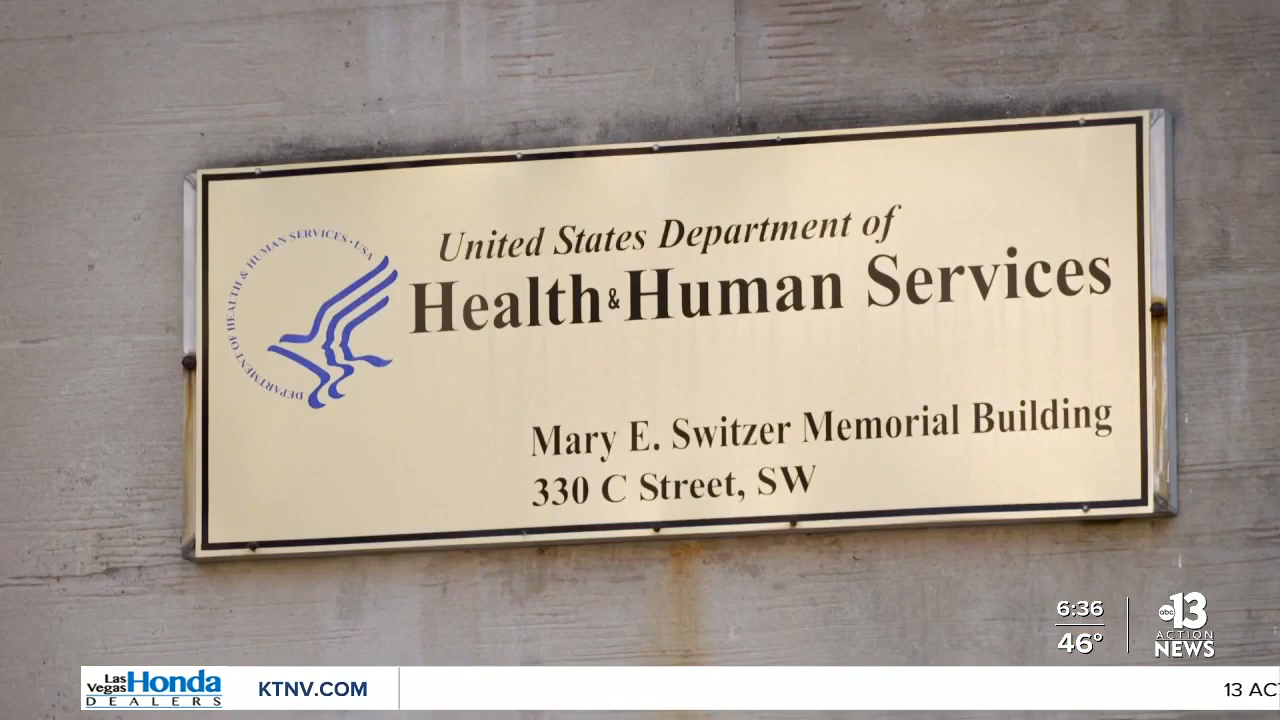 DEPARTMENT OF HEALTH & HUMAN SERVICES · USA
United States Department of
Health & Human Services
Mary E. Switzer Memorial Building
330 C Street, SW
6:36
46°
abc 13
ACTION
NEWS
Las Vegas Honda
DEALERS
KTNV.COM
13 ACT